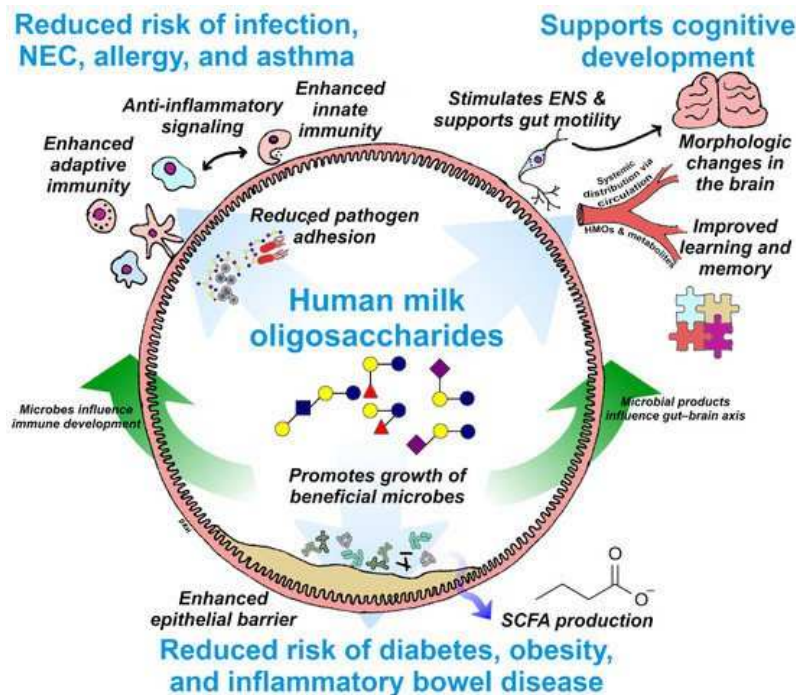 Reduced risk of infection,
NEC, allergy, and asthma
Supports cognitive
development
Anti-inflammatory
signaling
Enhanced
innate
immunity
Enhanced
adaptive
immunity
Reduced pathogen
adhesion
Stimulates ENS &
supports gut motility
Morphologic
changes in
the brain
Systemic
distribution via
circulation
HMOs & metabolites
Improved
learning and
memory
Human milk
oligosaccharides
Microbes influence
immune development
Microbial products
influence gut–brain axis
Promotes growth of
beneficial microbes
Enhanced
epithelial barrier
O
O-
SCFA production
Reduced risk of diabetes, obesity,
and inflammatory bowel disease